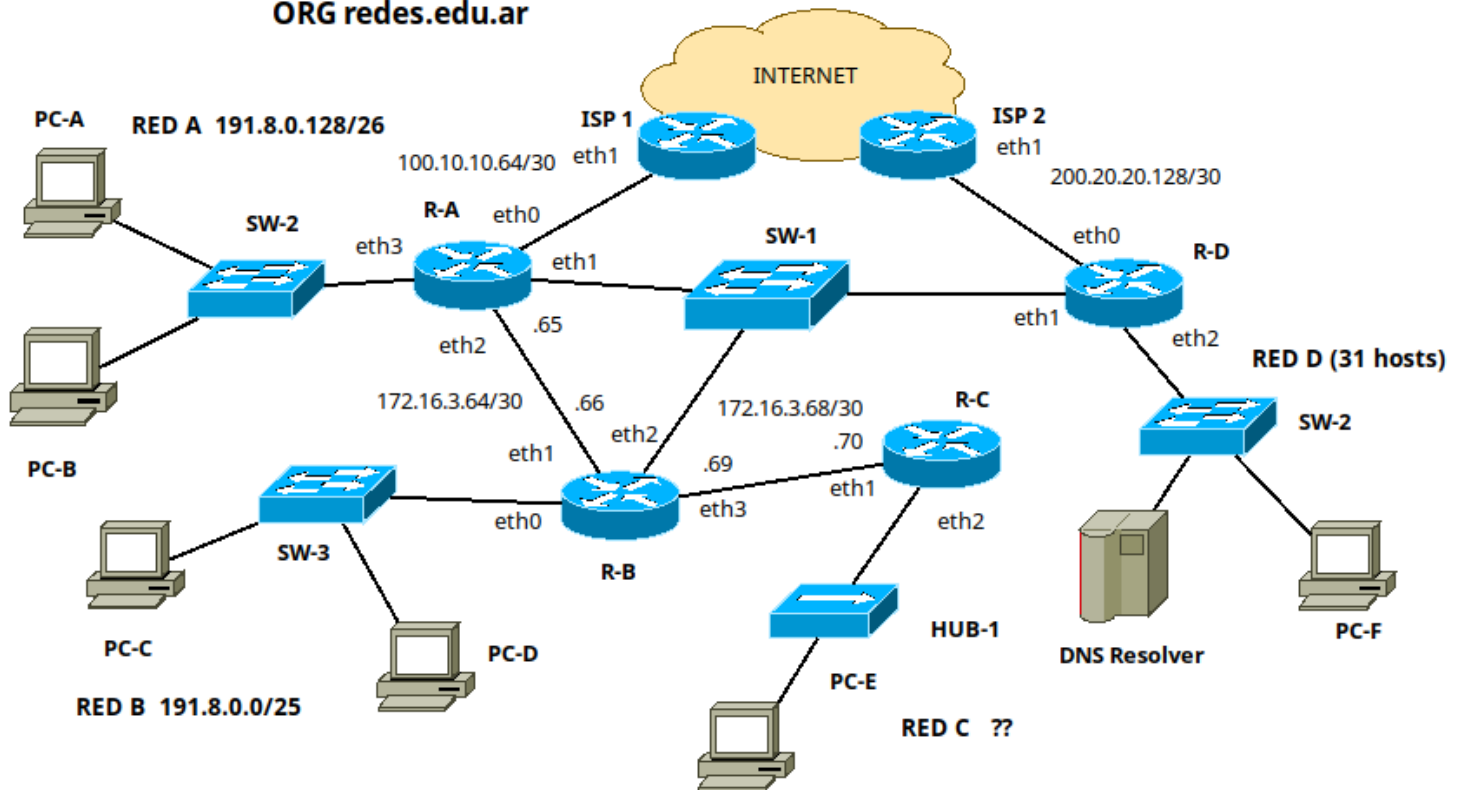 ORG redes.edu.ar
INTERNET
PC-A
RED A 191.8.0.128/26
ISP 1
ISP 2
100.10.10.64/30
eth1
eth1
200.20.20.128/30
R-A
eth0
SW-2
SW-1
eth0
R-D
eth3
eth1
eth1
.65
eth2
eth2
RED D (31 hosts)
172.16.3.64/30
.66
172.16.3.68/30
R-C
SW-2
eth2
.70
PC-B
eth1
.69
eth1
eth0
eth3
eth2
SW-3
R-B
HUB-1
PC-F
PC-C
PC-D
DNS Resolver
PC-E
RED B 191.8.0.0/25
RED C ??